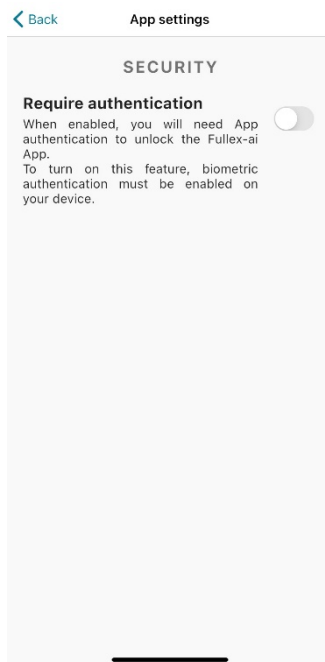 Back
App settings
SECURITY
Require authentication
When enabled, you will need App
authentication to unlock the Fullex-ai
App.
To turn on this feature, biometric
authentication must be enabled on
your device.